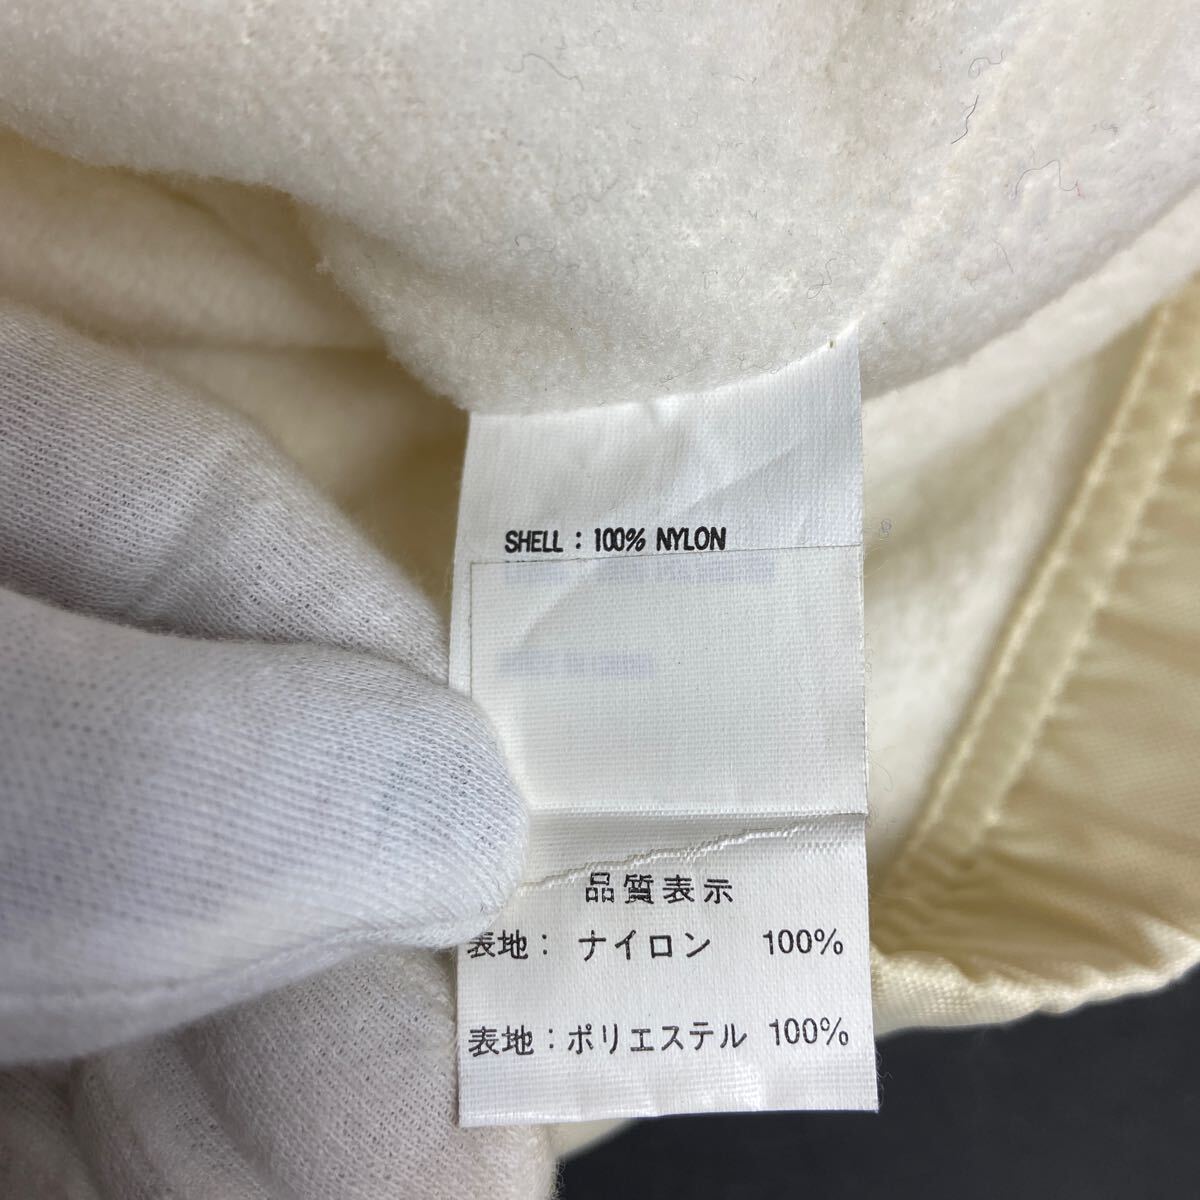 SHELL : 100% NYLON
品質表示
表地: ナイロン 100%
表地:ポリエステル 100%